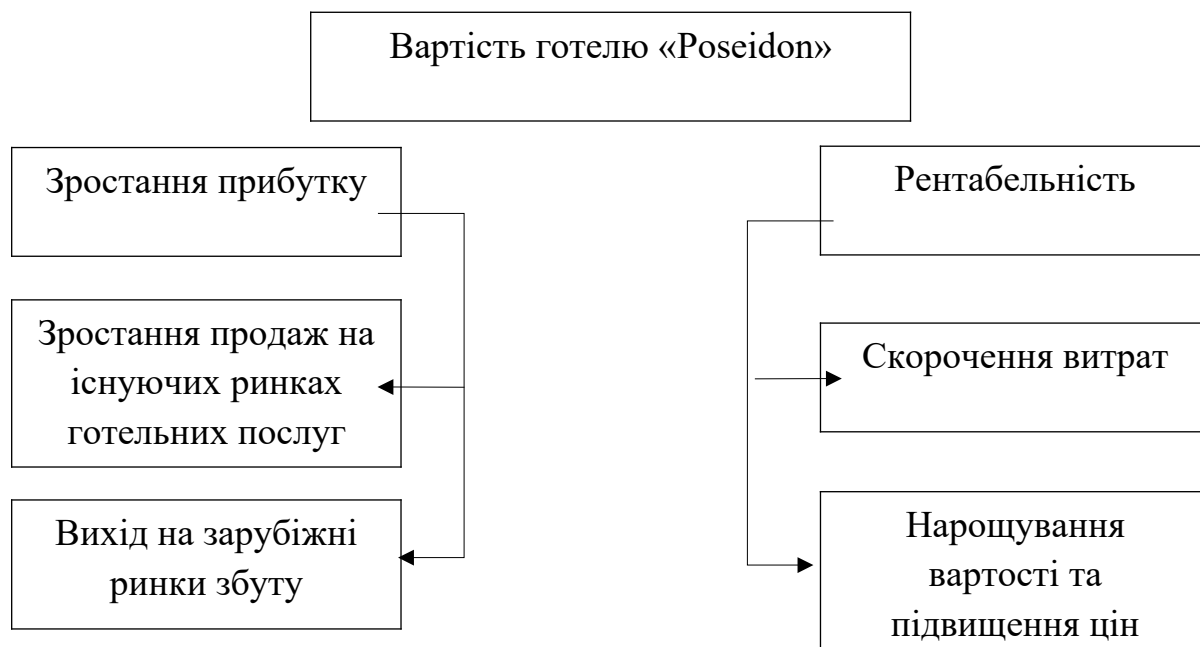 Вартість готелю «Poseidon»
Зростання прибутку
Рентабельність
Зростання продаж на
існуючих ринках
готельних послуг
Скорочення витрат
Вихід на зарубіжні
ринки збуту
Нарощування
вартості та
підвищення цін